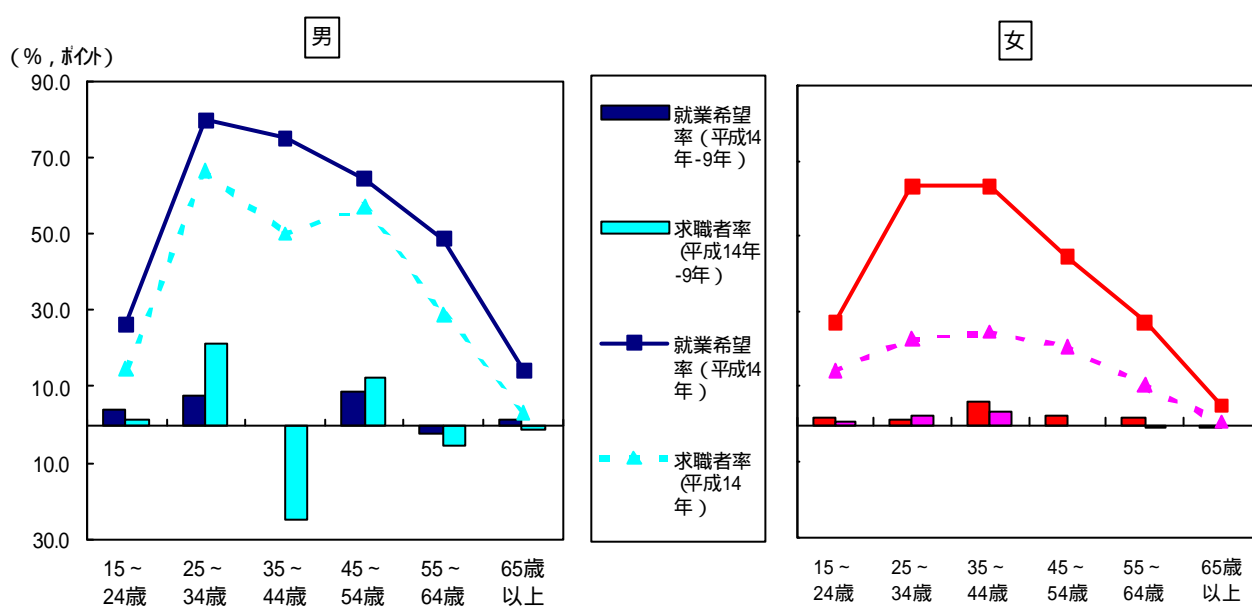 男
女
(%，ポイント)
90.0
70.0
50.0
30.0
10.0
10.0
30.0
就業希望
率（平成14
年-9年）
求職者率
（平成14年
-9年）
就業希望
率（平成14
年）
求職者率
（平成14
年）
15～ 25～ 35～ 45～ 55～ 65歳
24歳 34歳 44歳 54歳 64歳 以上
15～ 25～ 35～ 45～ 55～ 65歳
24歳 34歳 44歳 54歳 64歳 以上